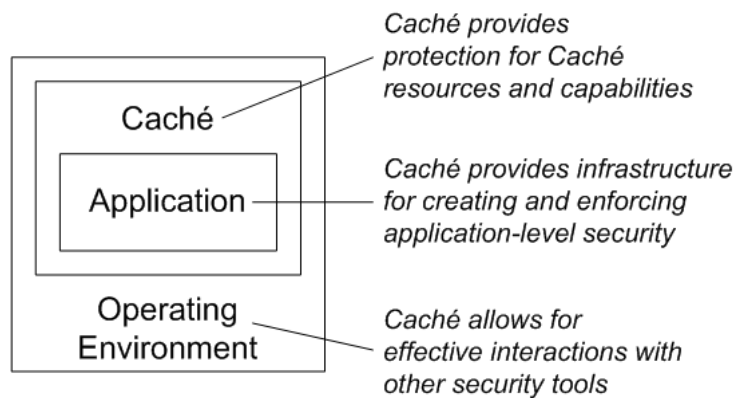 Caché provides
protection for Caché
resources and capabilities
Caché
Caché provides infrastructure
for creating and enforcing
application-level security
Application
Operating
Environment
Caché allows for
effective interactions with
other security tools